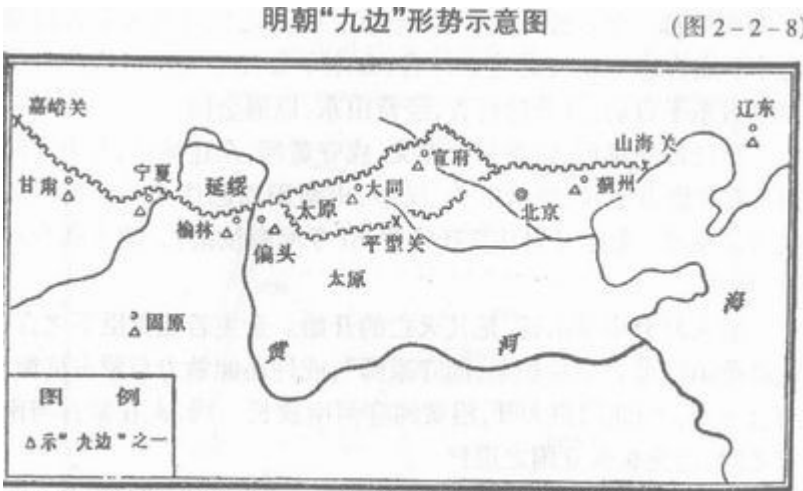 明朝“九边”形势示意图
(图2-2-8)
嘉峪关
甘肃
宁夏
延绥
榆林
偏头
太原
大同
宣府
平型关
太原
北京
蓟州
山海关
辽东
固原
黄
河
海
图 例
△示“九边”之一